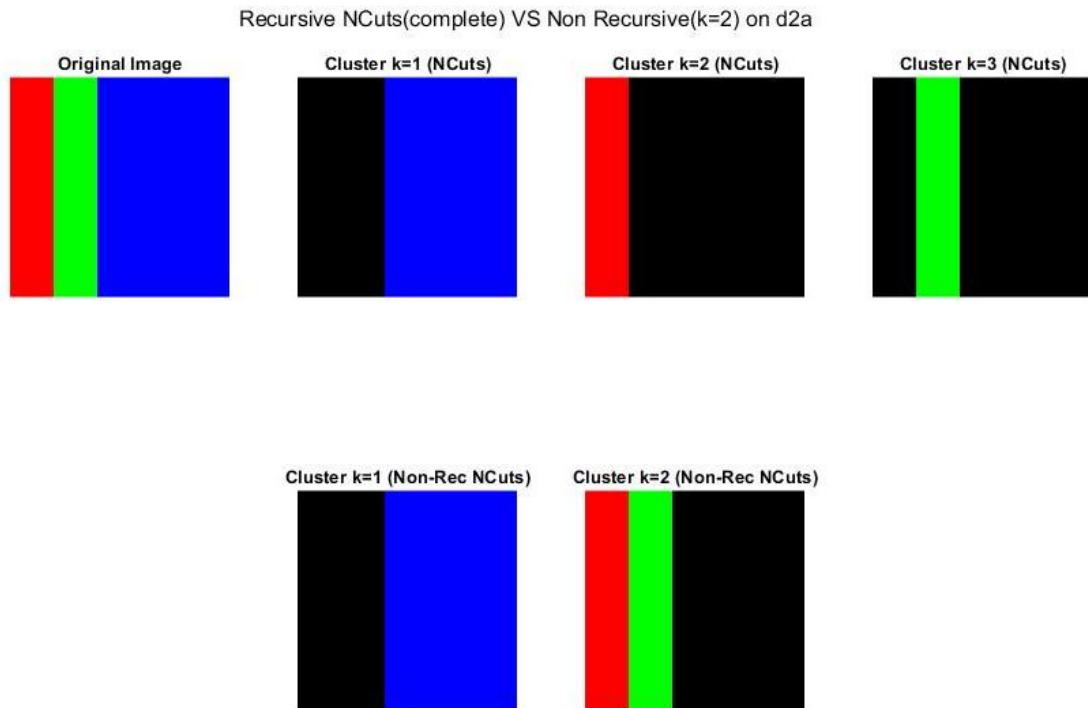 Recursive NCuts(complete) VS Non Recursive(k=2) on d2a
Original Image
Cluster k=1 (NCuts)
Cluster k=2 (NCuts)
Cluster k=3 (NCuts)
Cluster k=1 (Non-Rec NCuts)
Cluster k=2 (Non-Rec NCuts)